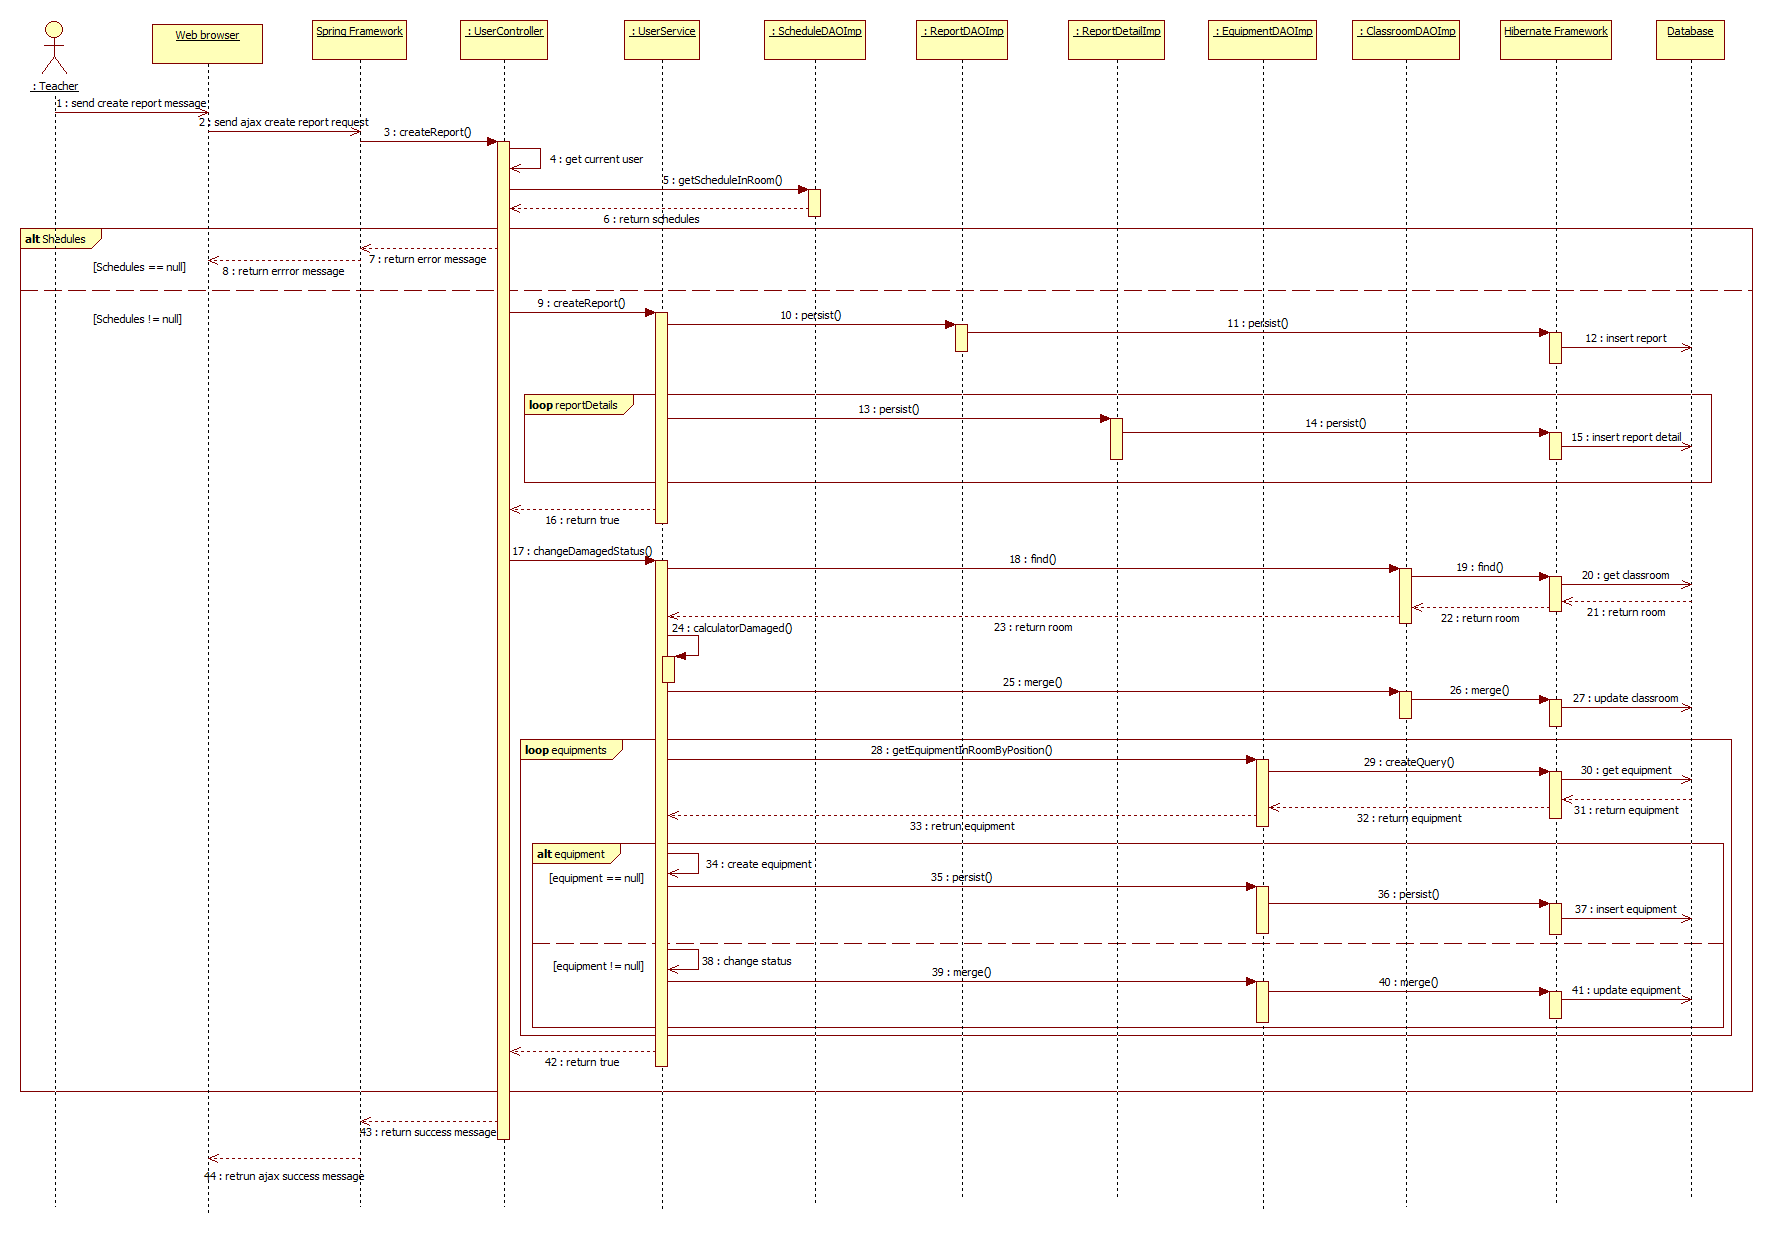 Web browser
Spring Framework
: UserController
: UserService
: ScheduleDAOImp
: ReportDAOImp
: ReportDetailImp
: EquipmentDAOImp
: ClassroomDAOImp
Hibernate Framework
Database
: Teacher
1 : send create report message
2 : send ajax create report request
3 : createReport()
4 : get current user
5 : getScheduleInRoom()
6 : return schedules
alt Shedules
7 : return error message
[Schedules == null]
8 : return errror message
9 : createReport()
[Schedules != null]
10 : persist()
11 : persist()
12 : insert report
loop reportDetails
13 : persist()
14 : persist()
15 : insert report detail
16 : return true
17 : changeDamagedStatus()
18 : find()
19 : find()
20 : get classroom
21 : return room
22 : return room
23 : return room
24 : calculatorDamaged()
25 : merge()
26 : merge()
27 : update classroom
loop equipments
28 : getEquipmentInRoomByPosition()
29 : createQuery()
30 : get equipment
31 : return equipment
32 : return equipment
33 : retrun equipment
alt equipment
34 : create equipment
[equipment == null]
35 : persist()
36 : persist()
37 : insert equipment
38 : change status
[equipment != null]
39 : merge()
40 : merge()
41 : update equipment
42 : return true
43 : return success message
44 : retrun ajax success message